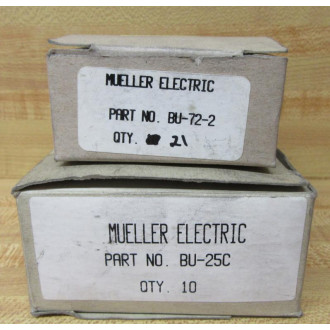 MUELLER ELECTRIC
PART NO. BU-72-2
QTY. 21
MUELLER ELECTRIC
PART NO. BU-25C
QTY. 10